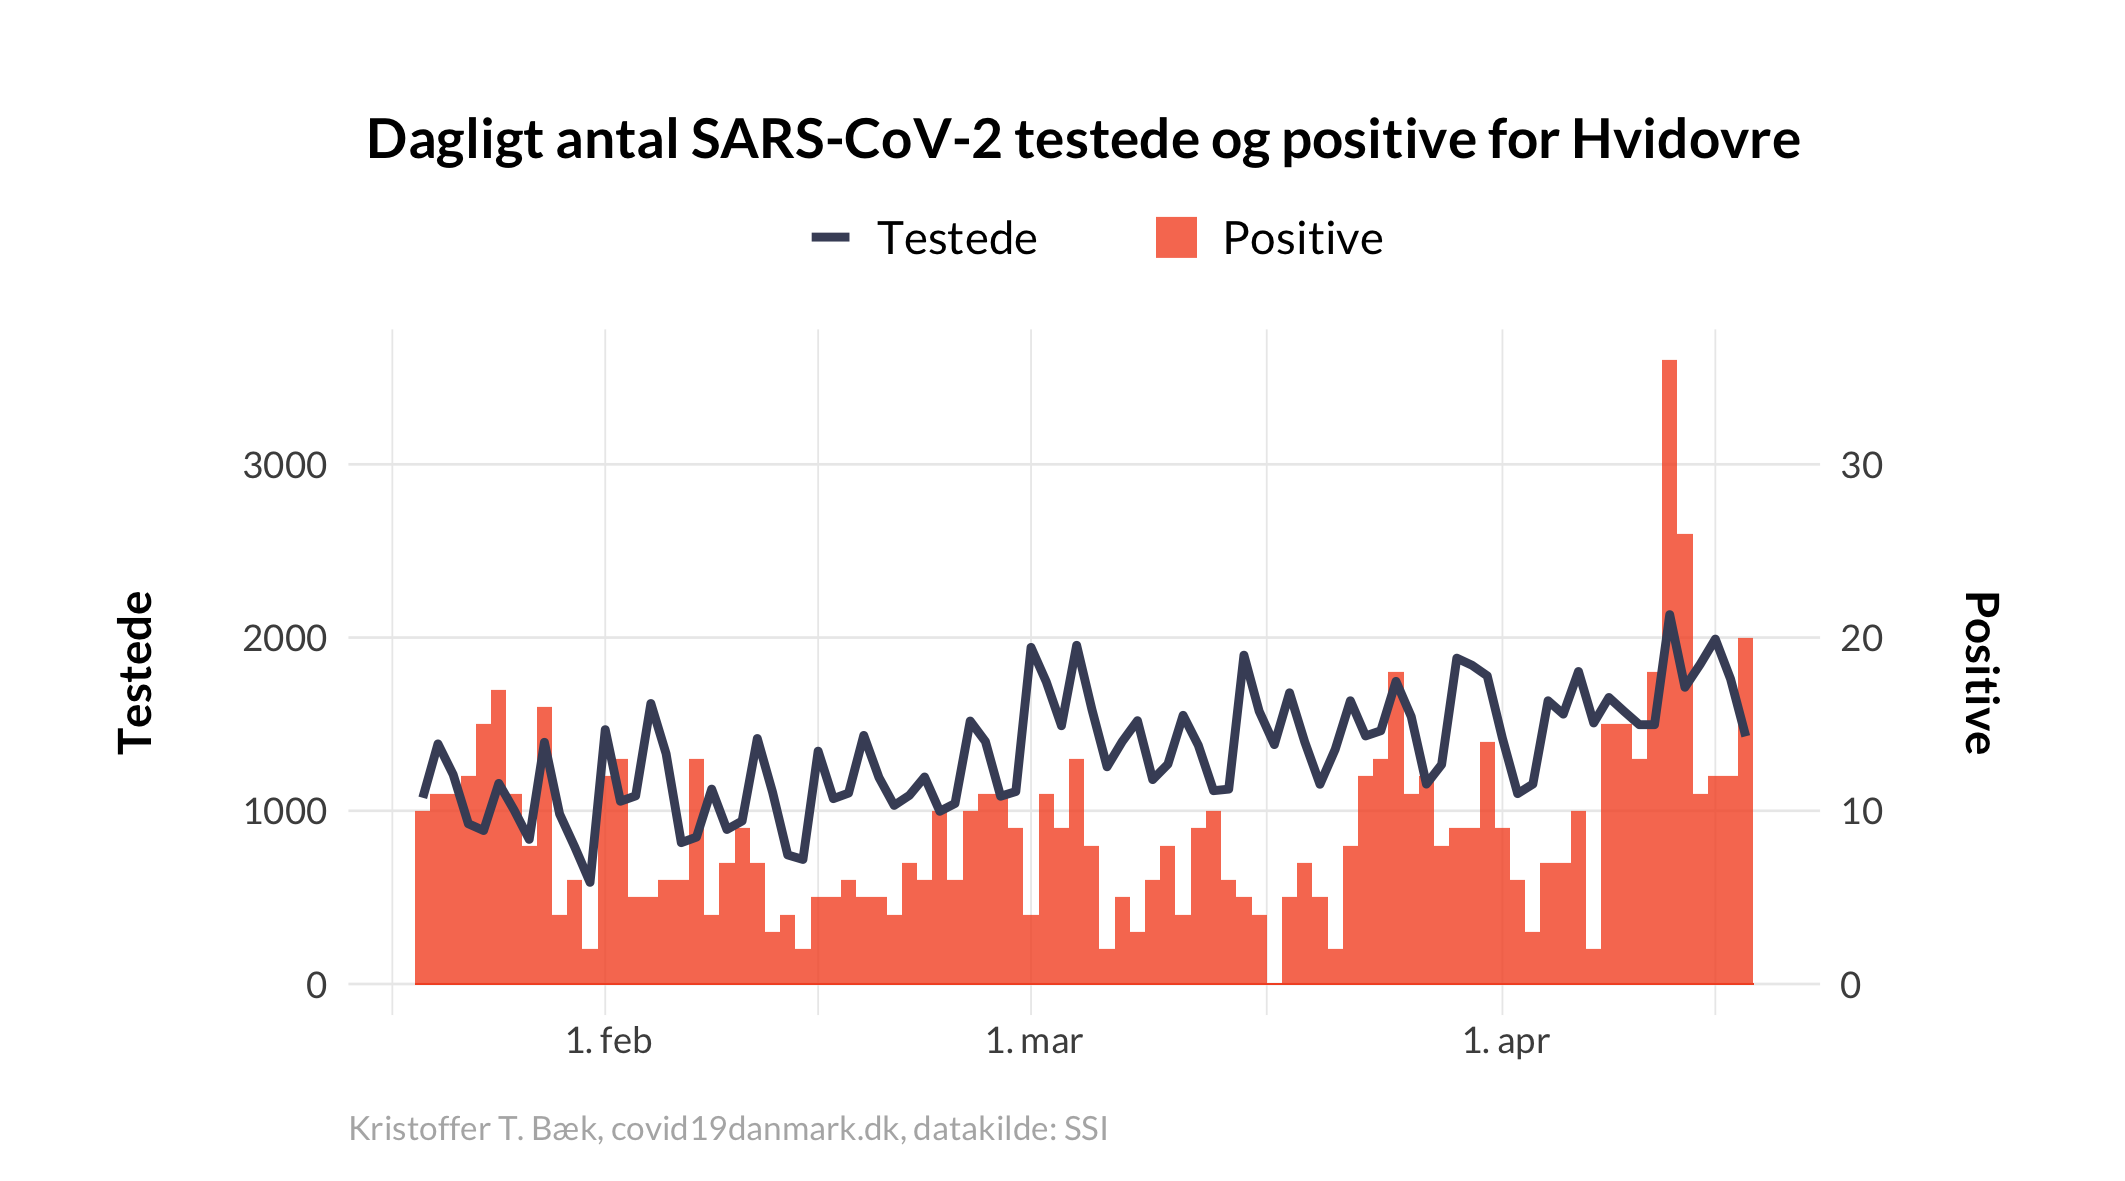 Dagligt antal SARS-CoV-2 testede og positive for Hvidovre
Testede
Positive
3000
2000
1000
0
30
20
10
0
Testede
Positive
1. feb
1. mar
1. apr
Kristoffer T. Bæk, covid19danmark.dk, datakilde: SSI